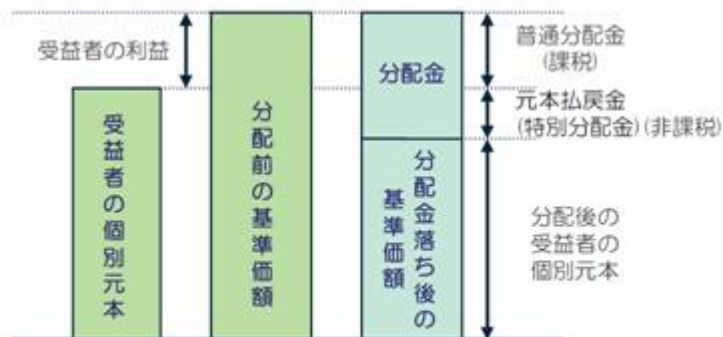 受益者の利益
受益者の個別元本
分配前の基準価額
分配金
分配金落ち後の
基準価額
普通分配金
(課税)
元本払戻金
(特別分配金)(非課税)
分配後の
受益者の
個別元本